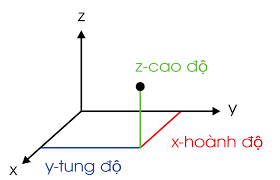 z
z-cao độ
y
x-hoành độ
x
y-tung độ